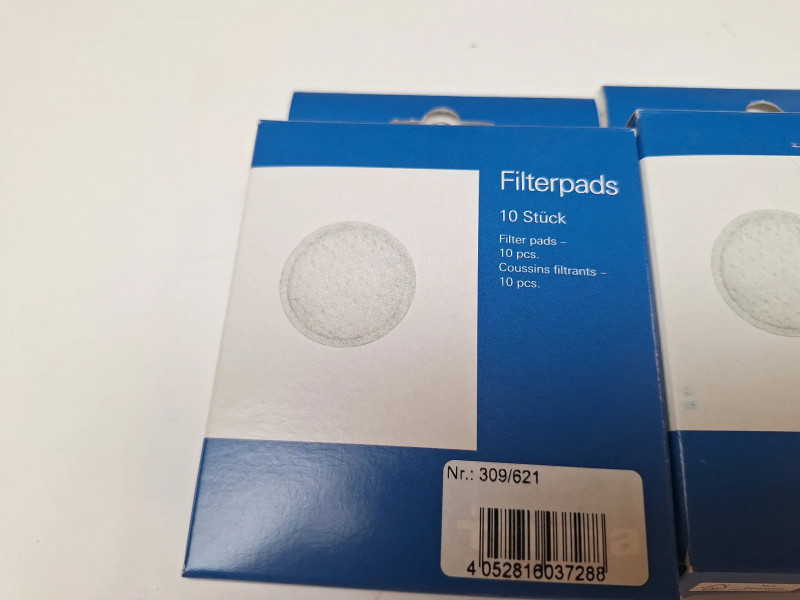 Filterpads
10 Stück
Filter pads –
10 pcs.
Coussins filtrants –
10 pcs.
Nr.: 309/621
4 052816 037288